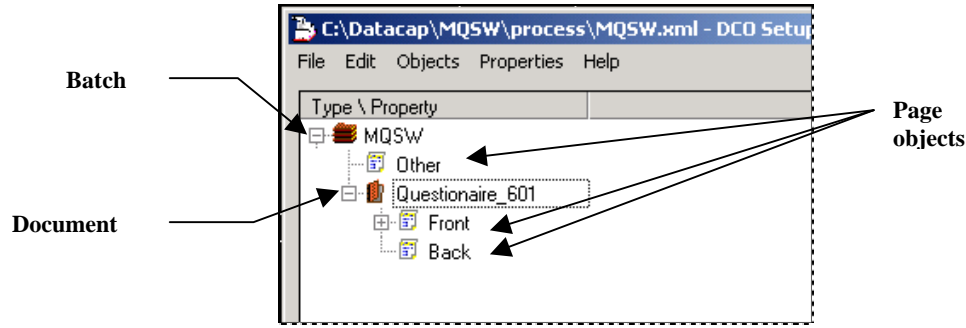 C:\Datacap\MQSW\process\MQSW.xml - DCO Setup
File Edit Objects Properties Help
Batch
Type \ Property
Page
objects
MQSW
Other
Questionaire_601
Document
Front
Back